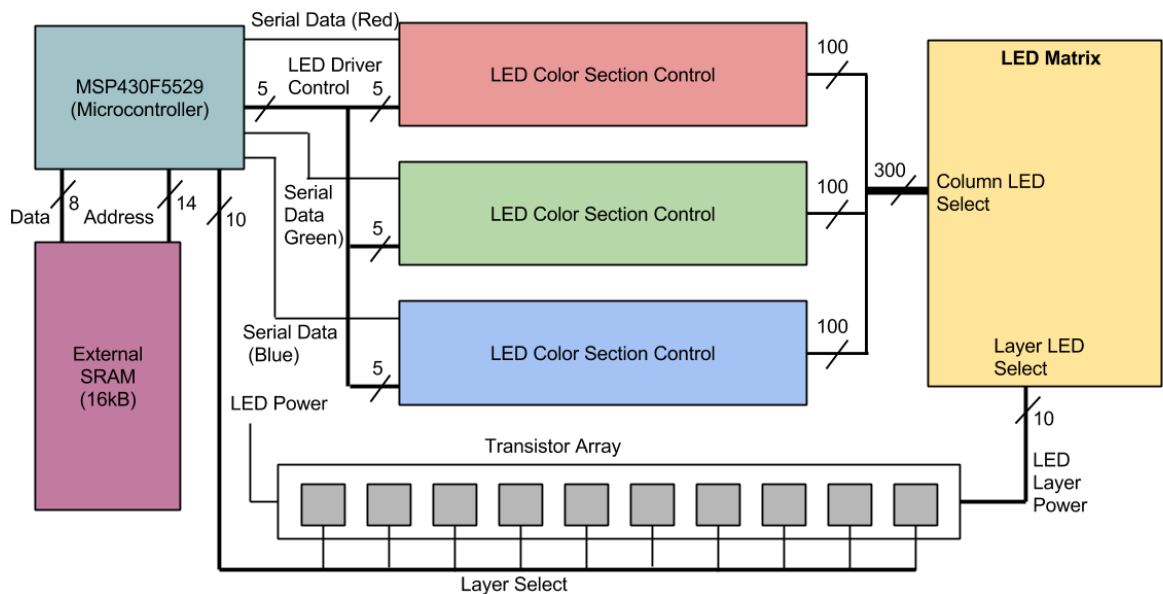 Serial Data (Red)
MSP430F5529
(Microcontroller)
5
LED Driver
Control
5
LED Color Section Control
100
LED Matrix
8
Data
Address
14
10
Serial
Data
Green)
5
LED Color Section Control
100
300
Column LED
Select
External
SRAM
(16kB)
Serial Data
(Blue)
5
LED Color Section Control
100
Layer LED
Select
10
LED Power
Transistor Array
LED
Layer
Power
Layer Select